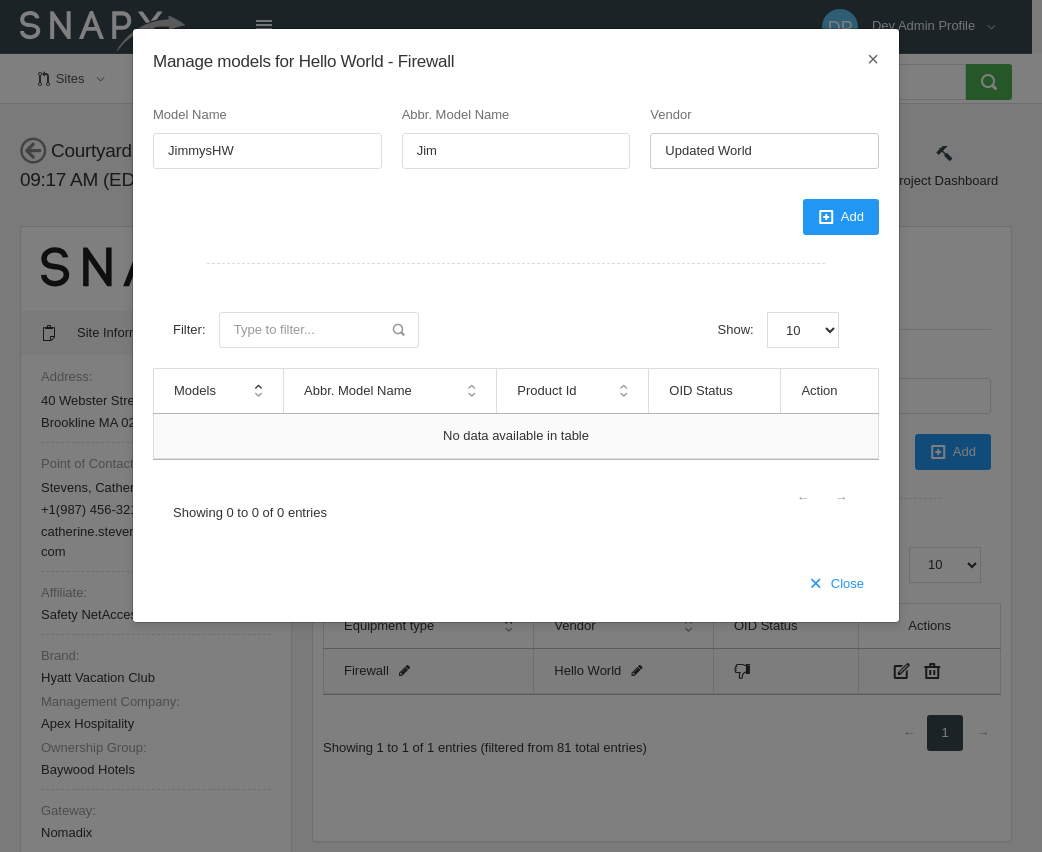 SNAPX
DP
Dev Admin Profile
Sites
Manage models for Hello World - Firewall
×
Model Name
Abbr. Model Name
Vendor
JimmysHW
Jim
Updated World
Add
Courtyard
09:17 AM (ED
roject Dashboard
SNA
Site Inforr
Filter:
Type to filter...
Show:
10
Models
Abbr. Model Name
Product Id
OID Status
Action
No data available in table
Showing 0 to 0 of 0 entries
← →
Close
Address:
40 Webster Stre
Brookline MA 02
Point of Contact
Stevens, Cather
+1(987) 456-321
catherine.steven
com
Affiliate:
Safety NetAcces
Brand:
Hyatt Vacation Club
Management Company:
Apex Hospitality
Ownership Group:
Baywood Hotels
Gateway:
Nomadix
Add
10
Equipment type
Vendor
OID Status
Actions
Firewall
Hello World
Showing 1 to 1 of 1 entries (filtered from 81 total entries)
← 1 →